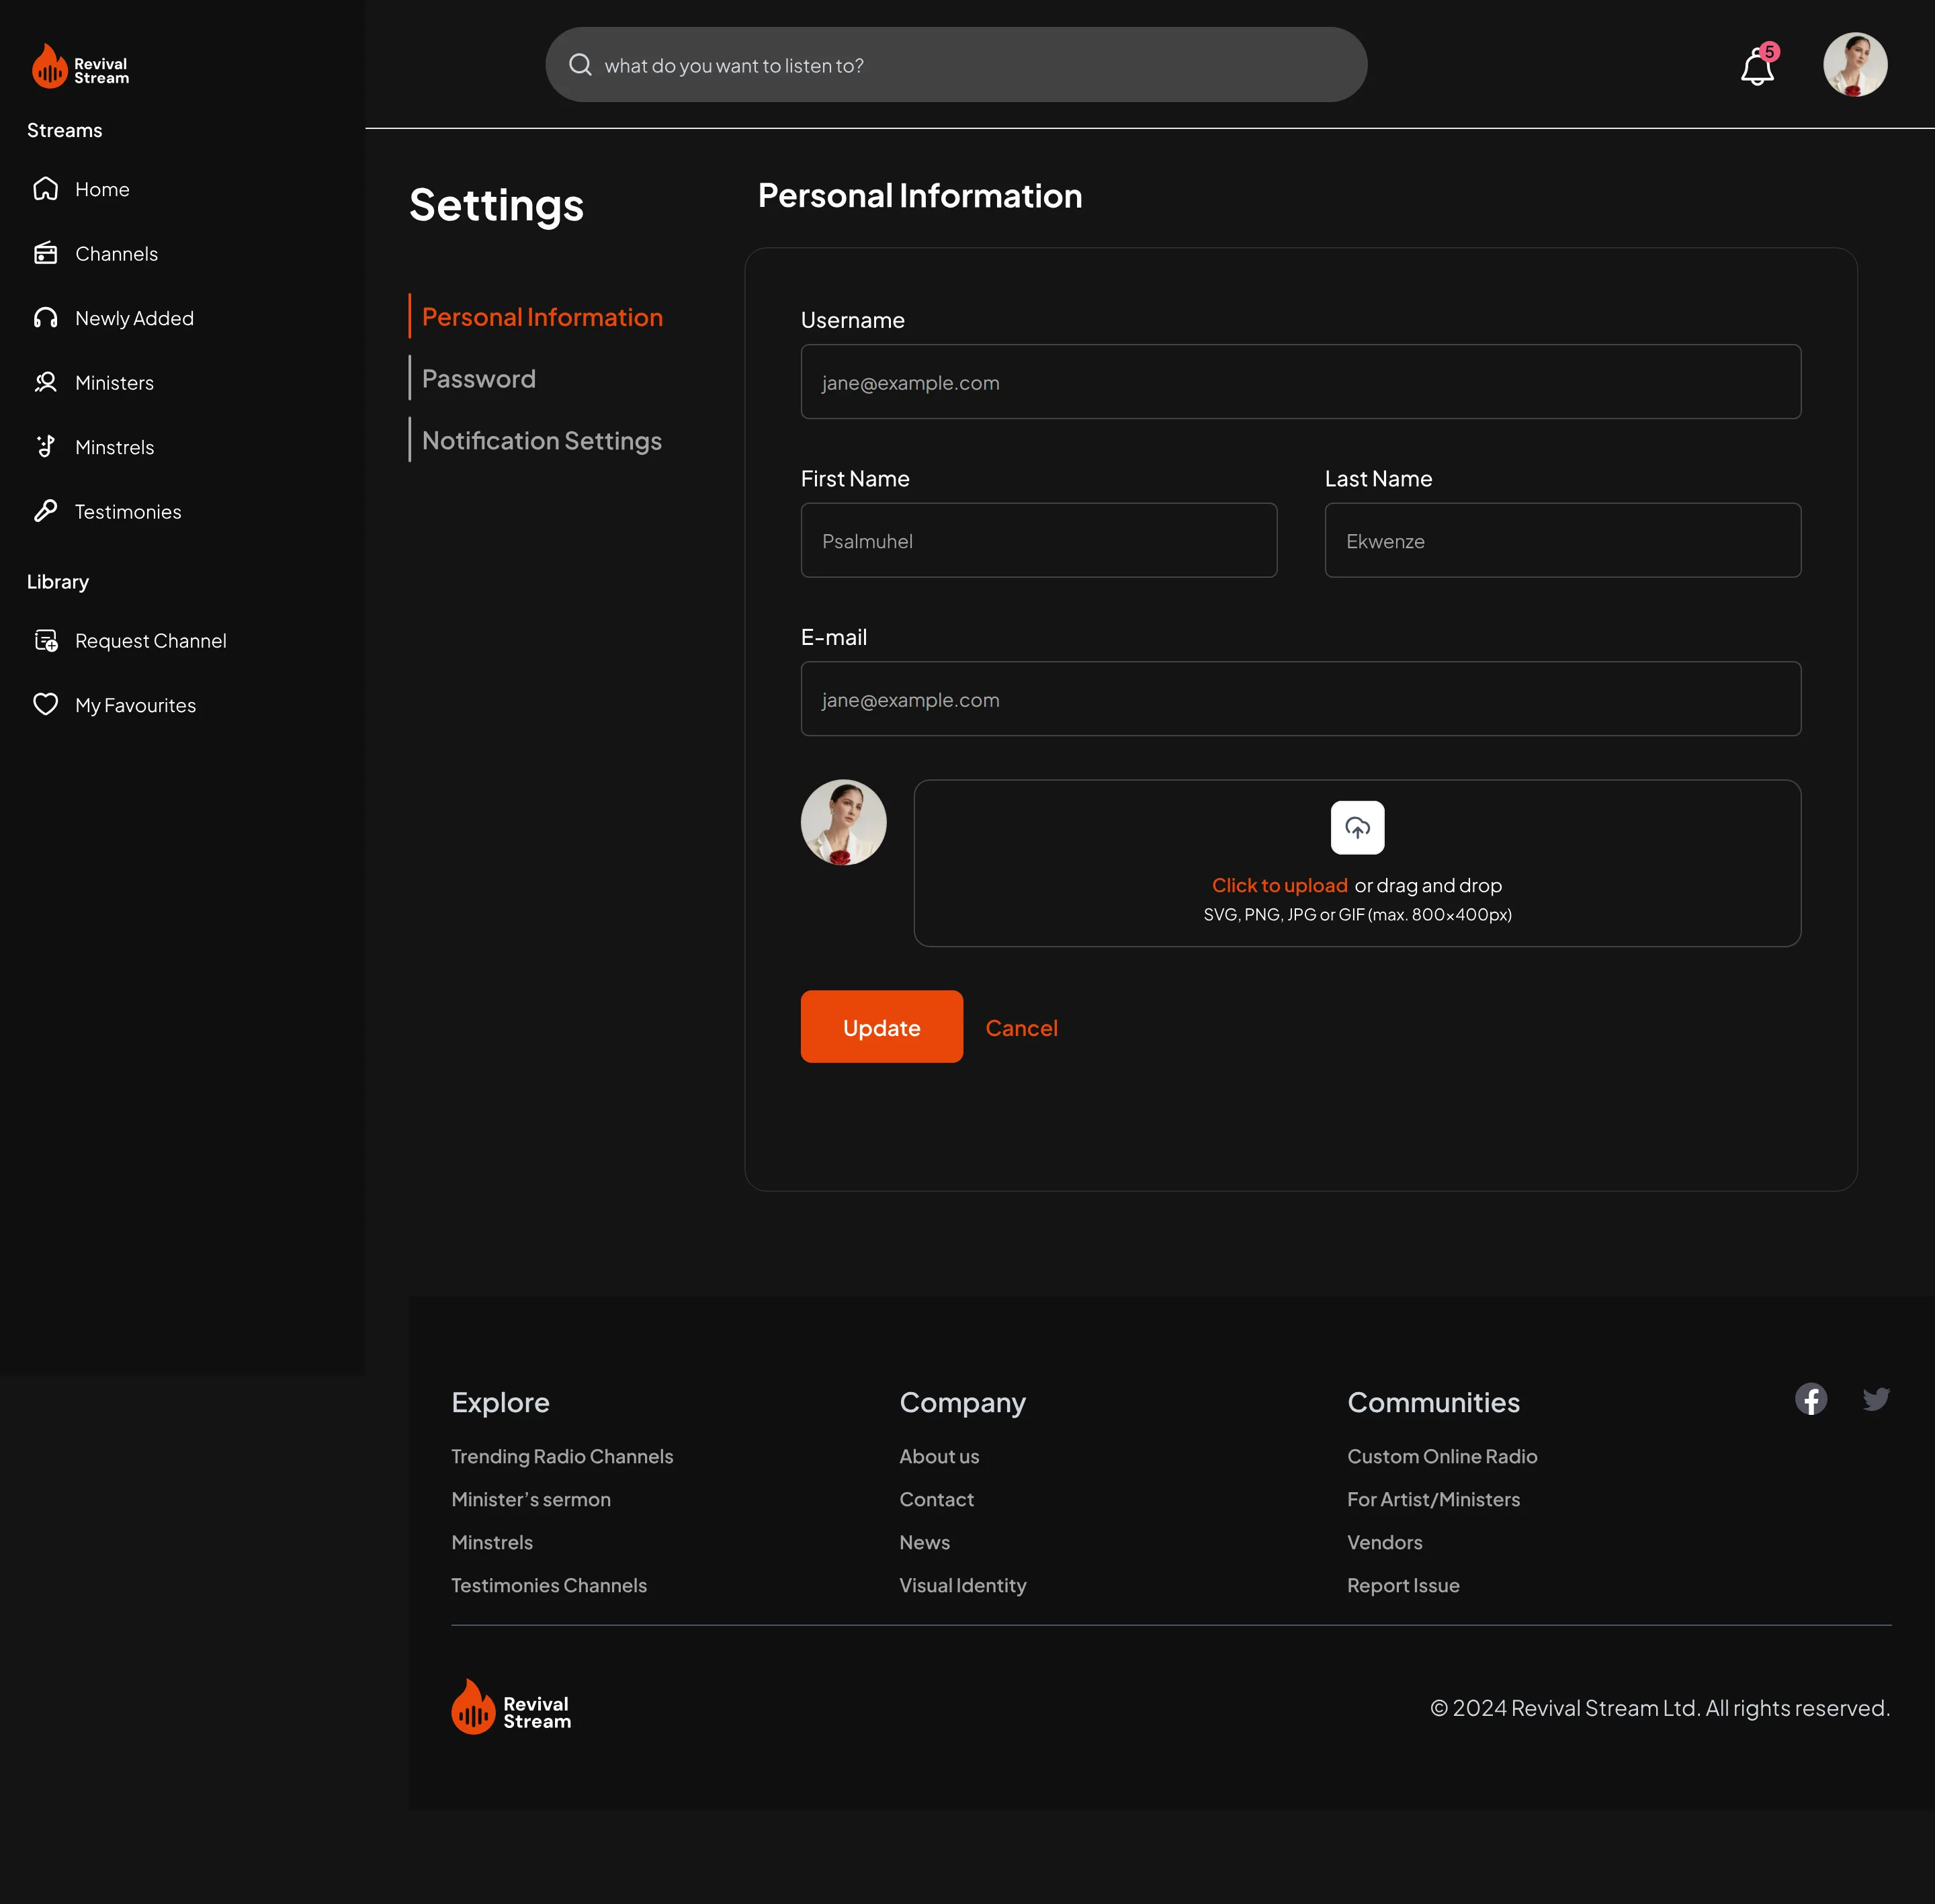 Revival
Stream
what do you want to listen to?
5
Streams
Home
Channels
Newly Added
Ministers
Minstrels
Testimonies
Library
Request Channel
My Favourites
Settings
Personal Information
Password
Notification Settings
Personal Information
Username
jane@example.com
First Name
Last Name
Psalmuhel
Ekwenze
E-mail
jane@example.com
Click to upload or drag and drop
SVG, PNG, JPG or GIF (max. 800×400px)
Update
Cancel
Explore
Trending Radio Channels
Minister’s sermon
Minstrels
Testimonies Channels
Company
About us
Contact
News
Visual Identity
Communities
Custom Online Radio
For Artist/Ministers
Vendors
Report Issue
Revival
Stream
© 2024 Revival Stream Ltd. All rights reserved.